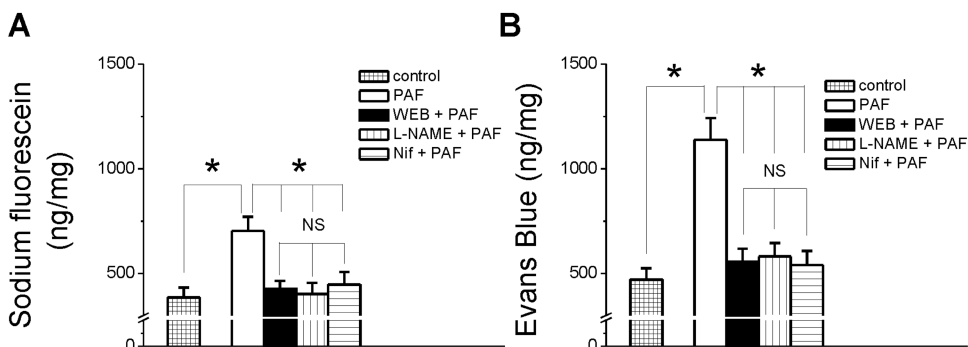 A
Sodium fluorescein
(ng/mg)
1500
1000
500
0
*
*
NS
control
PAF
WEB + PAF
L-NAME + PAF
Nif + PAF
B
Evans Blue (ng/mg)
1500
1000
500
0
*
*
NS
control
PAF
WEB + PAF
L-NAME + PAF
Nif + PAF